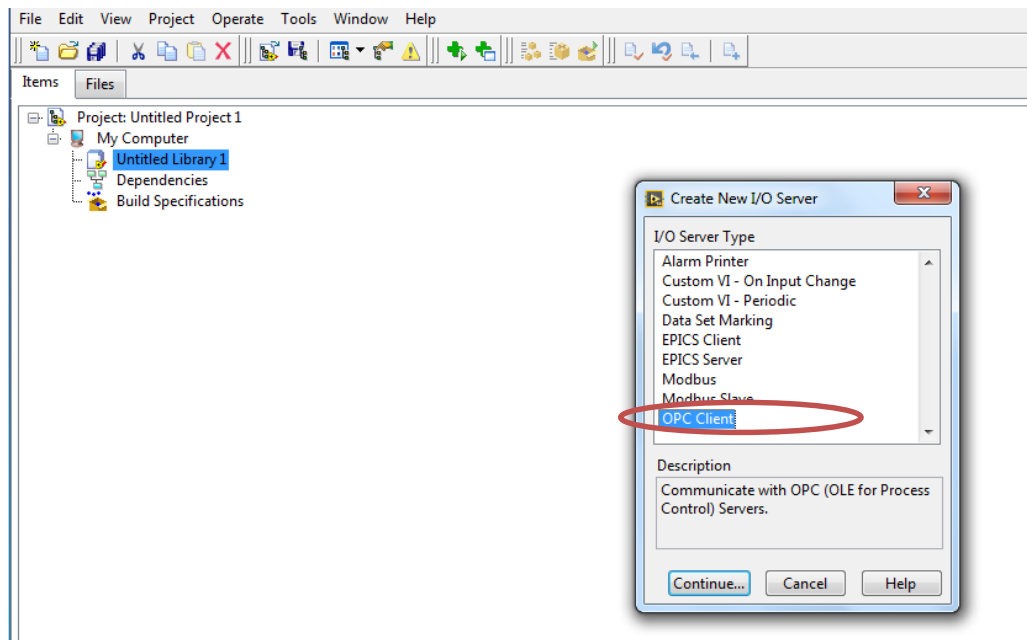 File Edit View Project Operate Tools Window Help
Items Files
Project: Untitled Project 1
My Computer
Untitled Library 1
Dependencies
Build Specifications
Create New I/O Server
I/O Server Type
Alarm Printer
Custom VI - On Input Change
Custom VI - Periodic
Data Set Marking
EPICS Client
EPICS Server
Modbus
Modbus Slave
OPC Client
Description
Communicate with OPC (OLE for Process
Control) Servers.
Continue... Cancel Help